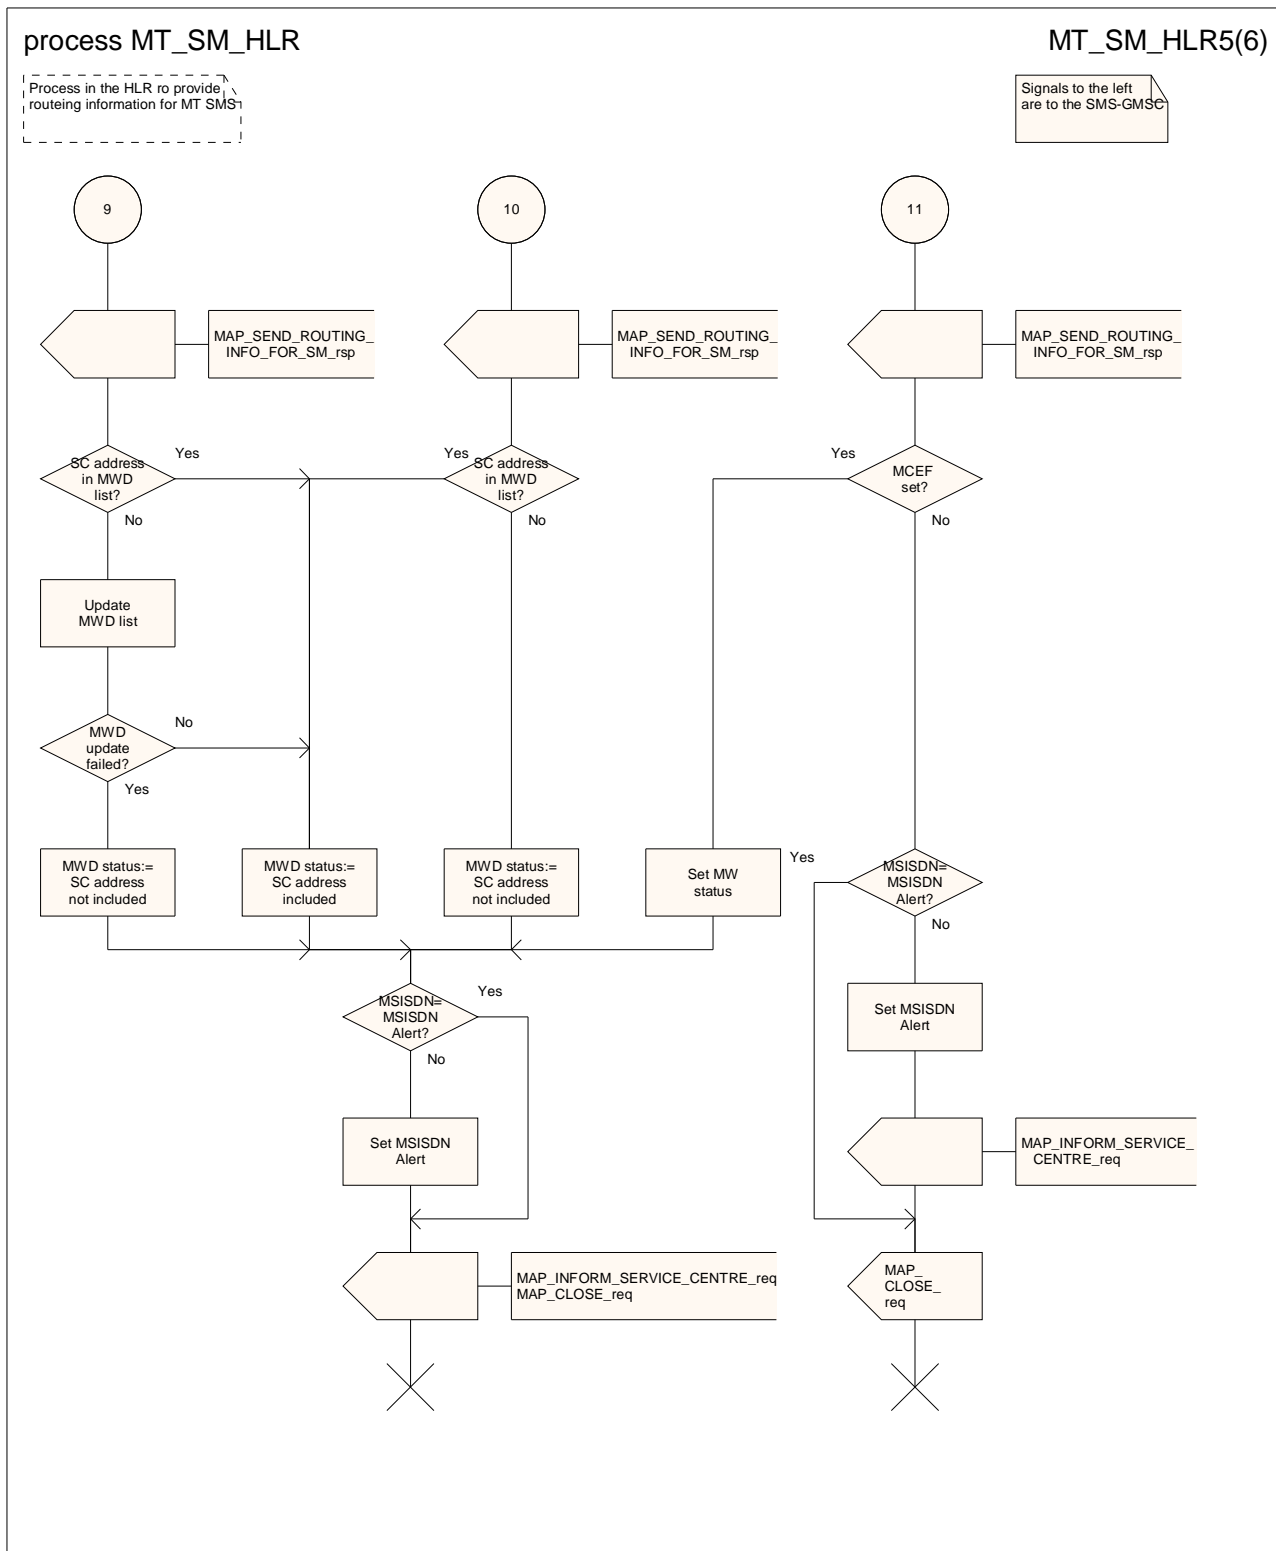 process MT_SM_HLR
MT_SM_HLR5(6)
Process in the HLR ro provide
routeing information for MT SMS
Signals to the left
are to the SMS-GMSC
9
10
11
MAP_SEND_ROUTING_
INFO_FOR_SM_rsp
MAP_SEND_ROUTING_
INFO_FOR_SM_rsp
MAP_SEND_ROUTING_
INFO_FOR_SM_rsp
SC address
in MWD
list?
Yes
No
Yes
SC address
in MWD
list?
No
Yes
MCEF
set?
No
Update
MWD list
MWD
update
failed?
No
Yes
MWD status:=
SC address
not included
MWD status:=
SC address
included
MWD status:=
SC address
not included
Set MW
status
Yes
MSISDN=
MSISDN
Alert?
No
MSISDN=
MSISDN
Alert?
Yes
No
Set MSISDN
Alert
Set MSISDN
Alert
MAP_INFORM_SERVICE_
CENTRE_req
MAP_INFORM_SERVICE_CENTRE_req
MAP_CLOSE_req
MAP_
CLOSE_
req